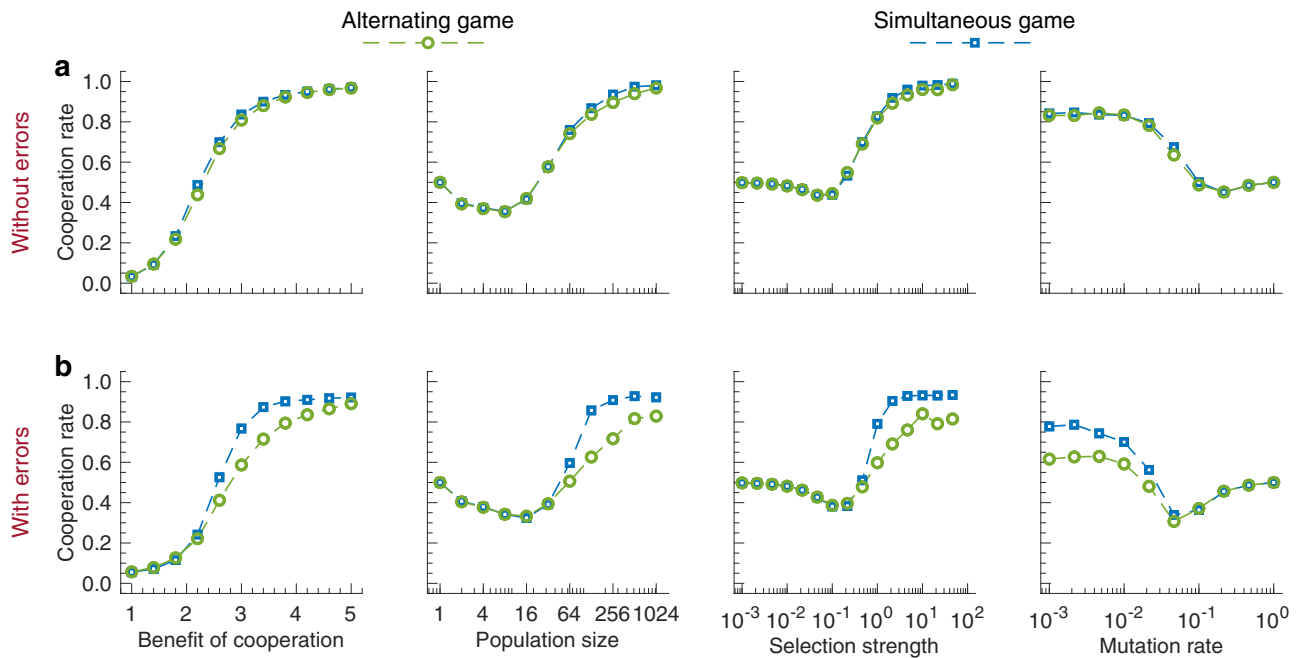 Alternating game
Simultaneous game
a
Without errors
Cooperation rate
1.0
0.8
0.6
0.4
0.2
0.0
b
With errors
Cooperation rate
1.0
0.8
0.6
0.4
0.2
0.0
1 2 3 4 5
Benefit of cooperation
1 4 16 64 256 1024
Population size
10⁻³ 10⁻² 10⁻¹ 10⁰ 10¹ 10²
Selection strength
10⁻³ 10⁻² 10⁻¹ 10⁰
Mutation rate